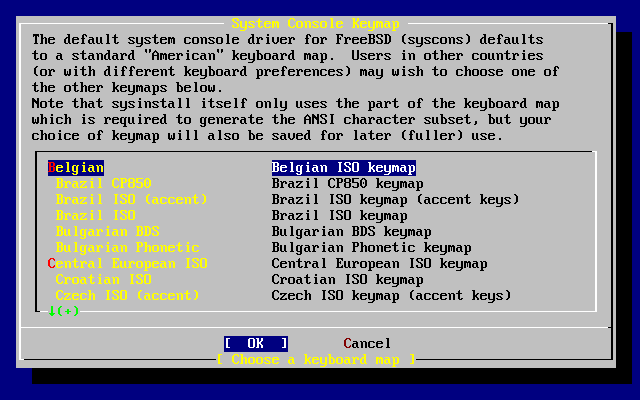 System Console Keymap
The default system console driver for FreeBSD (syscons) defaults
to a standard "American" keyboard map.  Users in other countries
(or with different keyboard preferences) may wish to choose one of
the other keymaps below.
Note that sysinstall itself only uses the part of the keyboard map
which is required to generate the ANSI character subset, but your
choice of keymap will also be saved for later (fuller) use.
Belgian Belgian ISO keymap
Brazil CP850 Brazil CP850 keymap
Brazil ISO (accent) Brazil ISO keymap (accent keys)
Brazil ISO Brazil ISO keymap
Bulgarian BDS Bulgarian BDS keymap
Bulgarian Phonetic Bulgarian Phonetic keymap
Central European ISO Central European ISO keymap
Croatian ISO Croatian ISO keymap
Czech ISO (accent) Czech ISO keymap (accent keys)
↓(+)
[  OK  ] Cancel
[ Choose a keyboard map ]